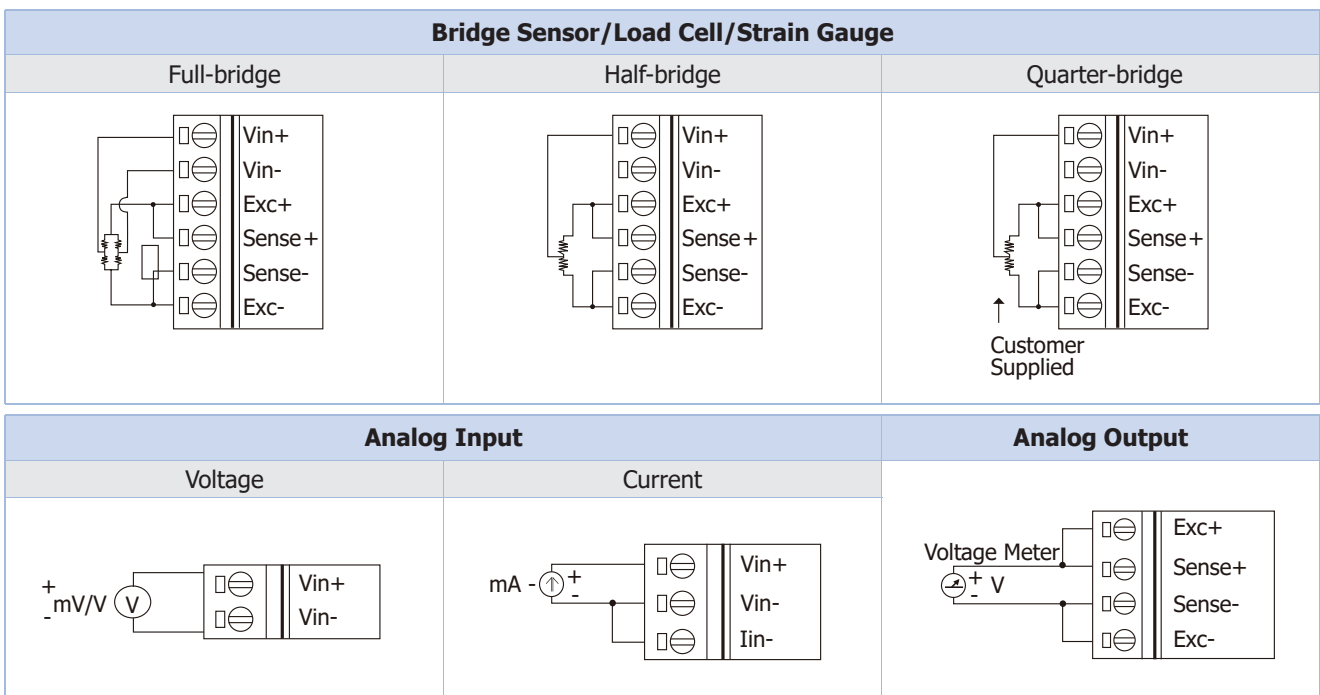 Bridge Sensor/Load Cell/Strain Gauge
Full-bridge
Half-bridge
Quarter-bridge
Vin+
Vin-
Exc+
Sense+
Sense-
Exc-
Vin+
Vin-
Exc+
Sense+
Sense-
Exc-
Vin+
Vin-
Exc+
Sense+
Sense-
Exc-
Customer
Supplied
Analog Input
Analog Output
Voltage
Current
+
mV/V
-
V
Vin+
Vin-
mA - +
-
Vin+
Vin-
Iin-
Voltage Meter
+ V
-
Exc+
Sense+
Sense-
Exc-